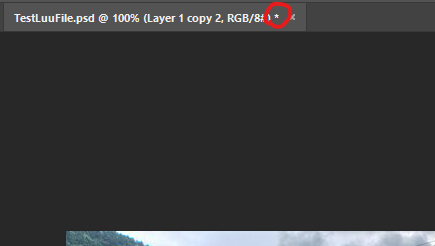 TestLuuFile.psd @ 100% (Layer 1 copy 2, RGB/8#) * ×